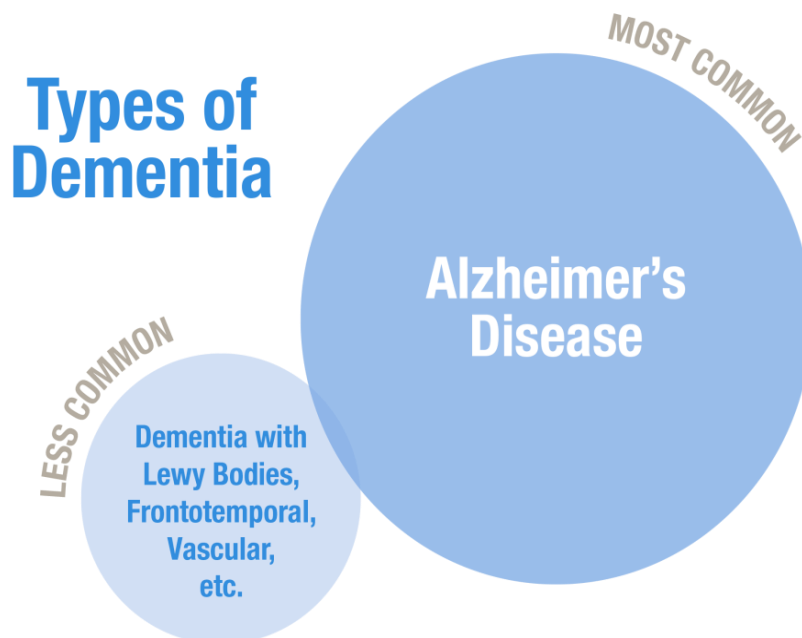 Types of
Dementia
MOST COMMON
Alzheimer’s
Disease
LESS COMMON
Dementia with
Lewy Bodies,
Frontotemporal,
Vascular,
etc.